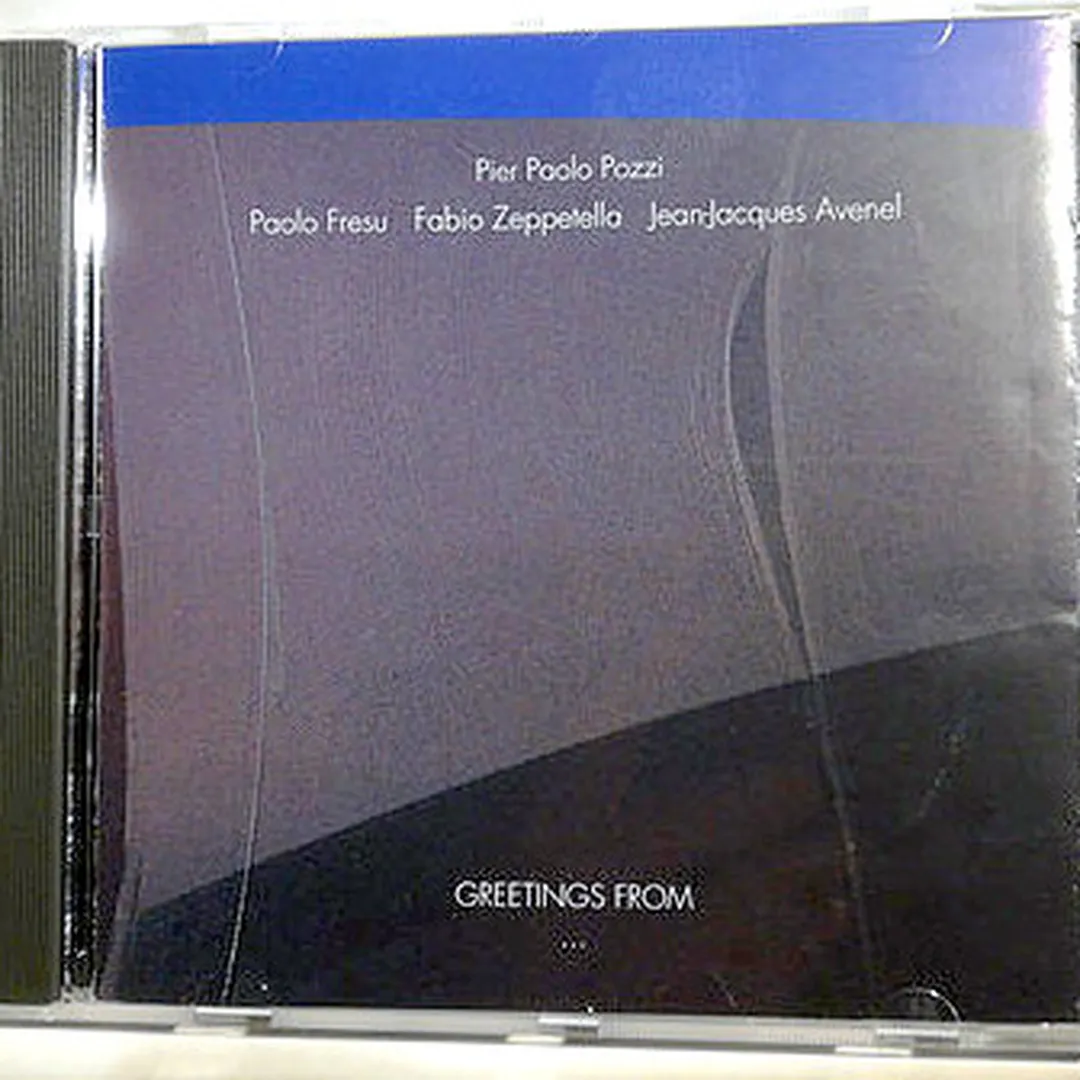 Pier Paolo Pozzi
Paolo Fresu Fabio Zeppetella Jean-Jacques Avenel
GREETINGS FROM
...